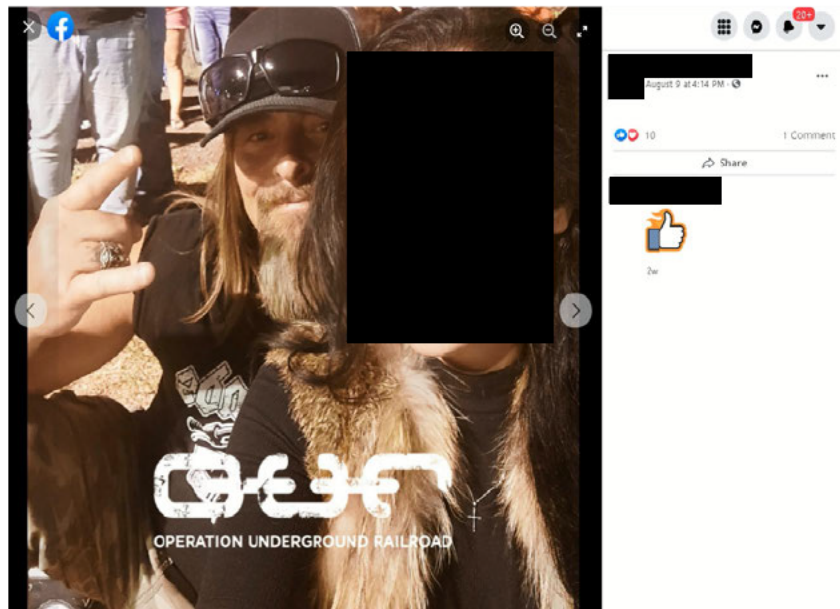 20+
August 9 at 4:14 PM
10
1 Comment
Share
2w
OUR
OPERATION UNDERGROUND RAILROAD